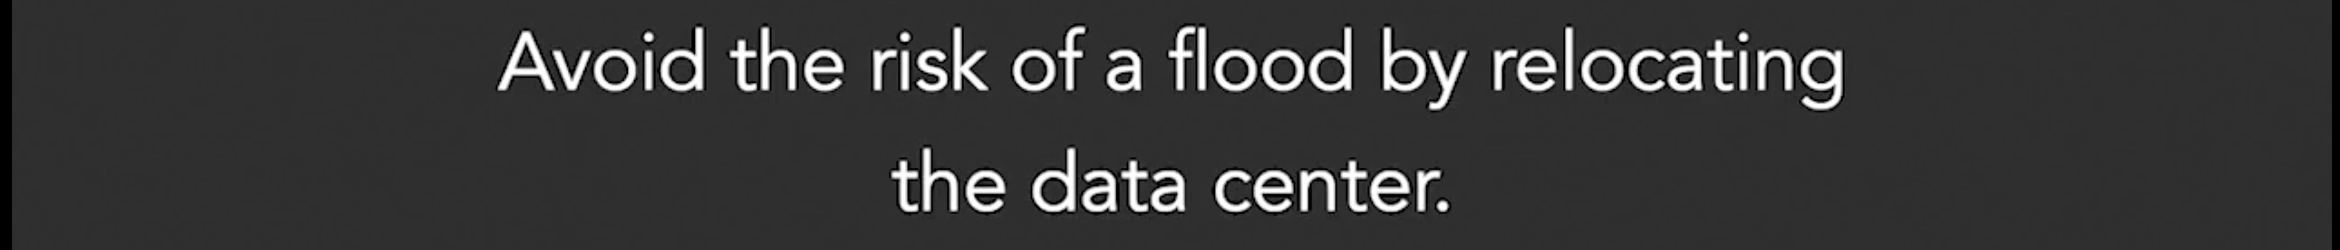 Avoid the risk of a flood by relocating
the data center.